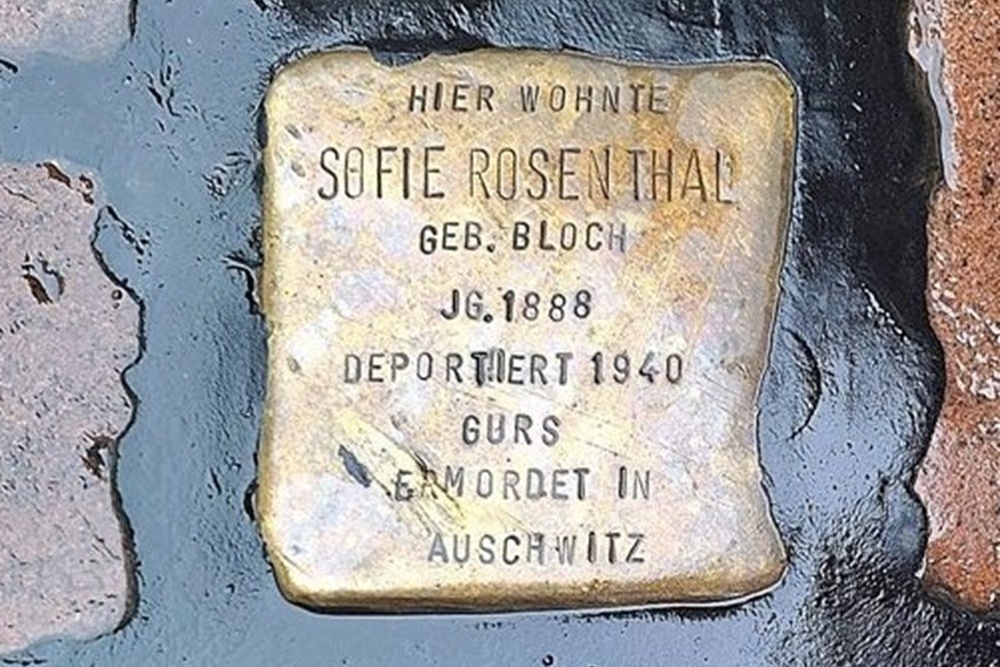 HIER WOHNTE
SOFIE ROSENTHAL
GEB. BLOCH
JG. 1888
DEPORTIERT 1940
GURS
ERMORDET IN
AUSCHWITZ